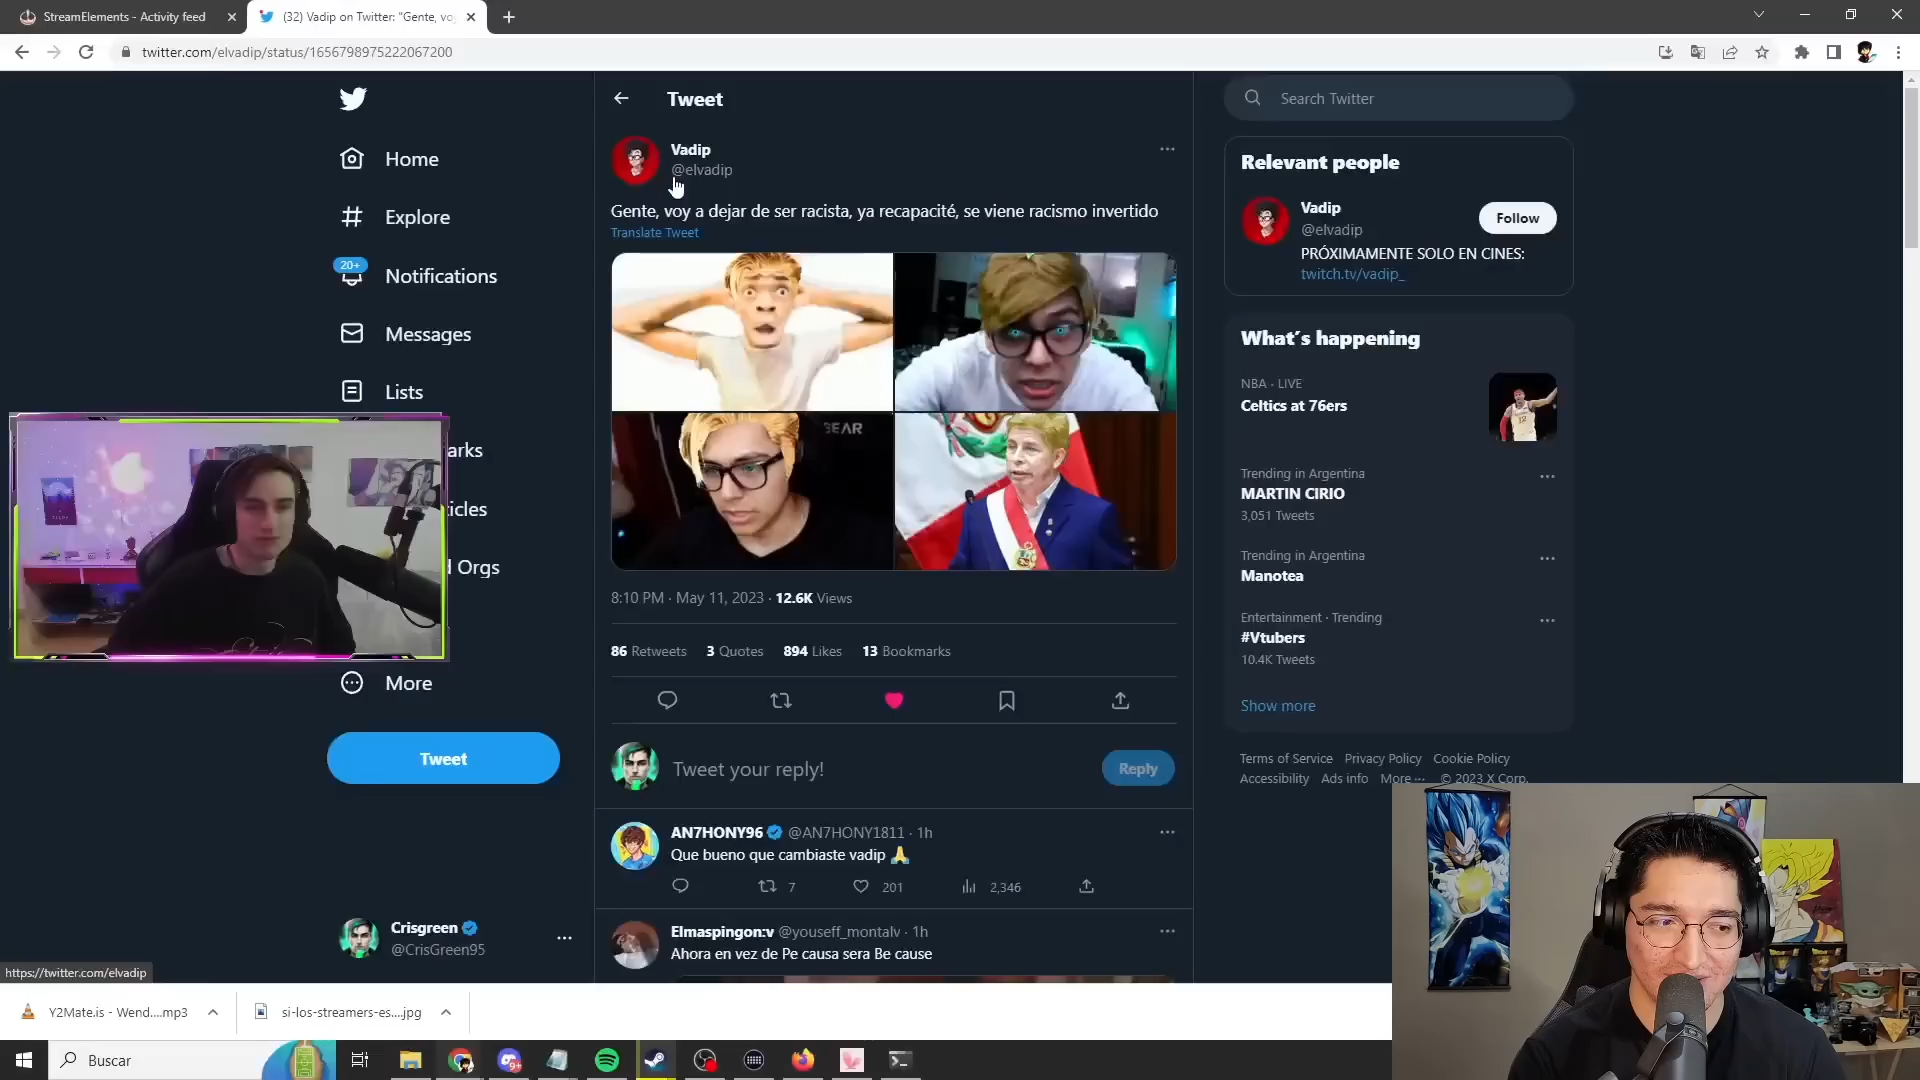 StreamElements - Activity feed
(32) Vadip on Twitter: "Gente, voy
twitter.com/elvadip/status/1656798975222067200
Home
Explore
20+
Notifications
Messages
Lists
arks
icles
d Orgs
More
Tweet
Crisgreen
@CrisGreen95
Tweet
Vadip
@elvadip
Gente, voy a dejar de ser racista, ya recapacité, se viene racismo invertido
Translate Tweet
BEAR
8:10 PM · May 11, 2023 · 12.6K Views
86 Retweets 3 Quotes 894 Likes 13 Bookmarks
Tweet your reply!
Reply
AN7HONY96 @AN7HONY1811 · 1h
Que bueno que cambiaste vadip 🙏
7 201 2,346
Elmaspingon:v @youseff_montalv · 1h
Ahora en vez de Pe causa sera Be cause
Search Twitter
Relevant people
Vadip
@elvadip
Follow
PRÓXIMAMENTE SOLO EN CINES:
twitch.tv/vadip_
What's happening
NBA · LIVE
Celtics at 76ers
Trending in Argentina
MARTIN CIRIO
3,051 Tweets
Trending in Argentina
Manotea
Entertainment · Trending
#Vtubers
10.4K Tweets
Show more
Terms of Service Privacy Policy Cookie Policy
Accessibility Ads info More ··· © 2023 X Corp.
https://twitter.com/elvadip
Y2Mate.is - Wend....mp3
si-los-streamers-es....jpg
Buscar
9+